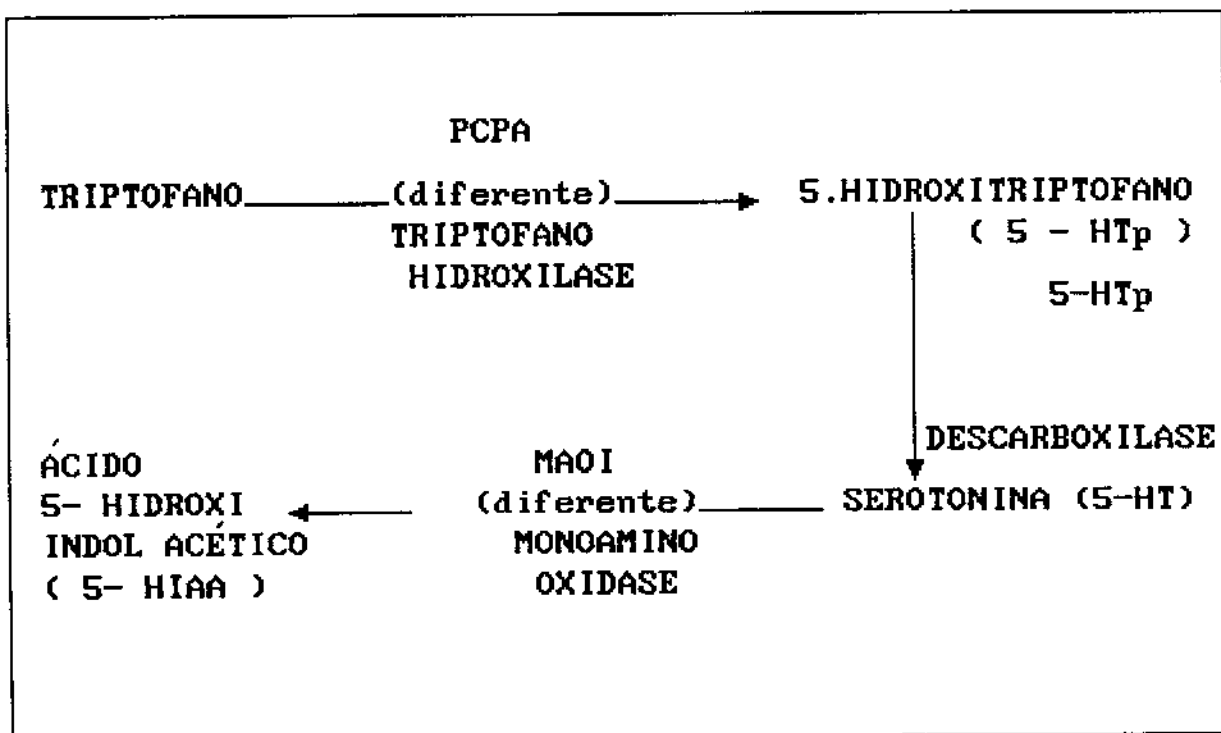 PCPA
TRIPTOFANO (diferente) 5.HIDROXITRIPTOFANO
TRIPTOFANO ( 5 - HTp )
HIDROXILASE
5-HTp
DESCARBOXILASE
ÁCIDO MAOI
5- HIDROXI (diferente) SEROTONINA (5-HT)
INDOL ACÉTICO MONOAMINO
( 5- HIAA ) OXIDASE